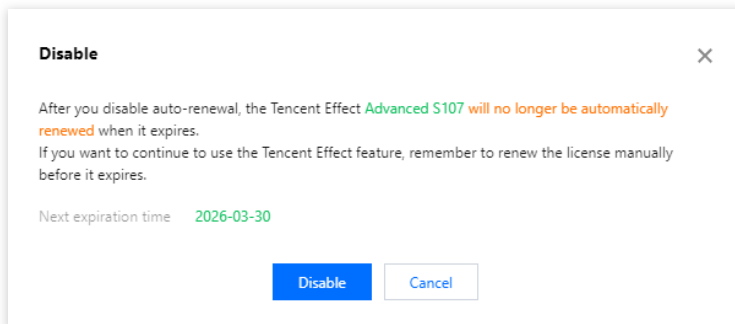 Disable
After you disable auto-renewal, the Tencent Effect Advanced S107 will no longer be automatically
renewed when it expires.
If you want to continue to use the Tencent Effect feature, remember to renew the license manually
before it expires.
Next expiration time 2026-03-30
Disable Cancel